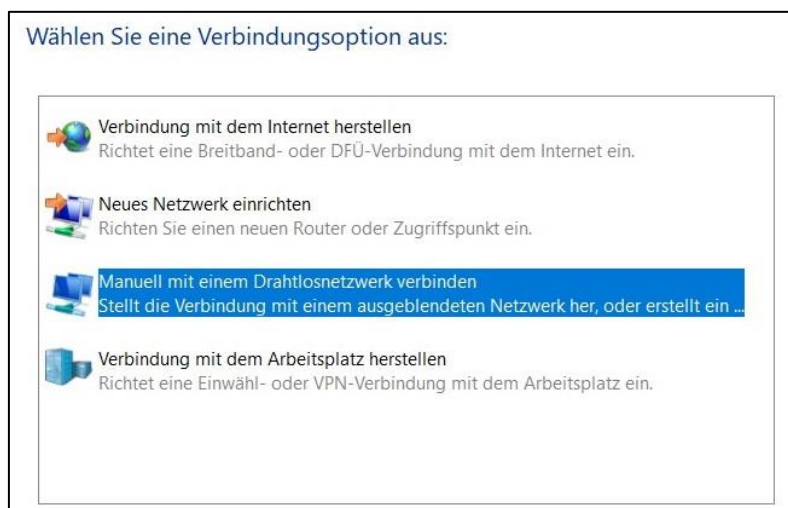 Wählen Sie eine Verbindungsoption aus:
Verbindung mit dem Internet herstellen
Richtet eine Breitband- oder DFÜ-Verbindung mit dem Internet ein.
Neues Netzwerk einrichten
Richten Sie einen neuen Router oder Zugriffspunkt ein.
Manuell mit einem Drahtlosnetzwerk verbinden
Stellt die Verbindung mit einem ausgeblendeten Netzwerk her, oder erstellt ein ...
Verbindung mit dem Arbeitsplatz herstellen
Richtet eine Einwähl- oder VPN-Verbindung mit dem Arbeitsplatz ein.